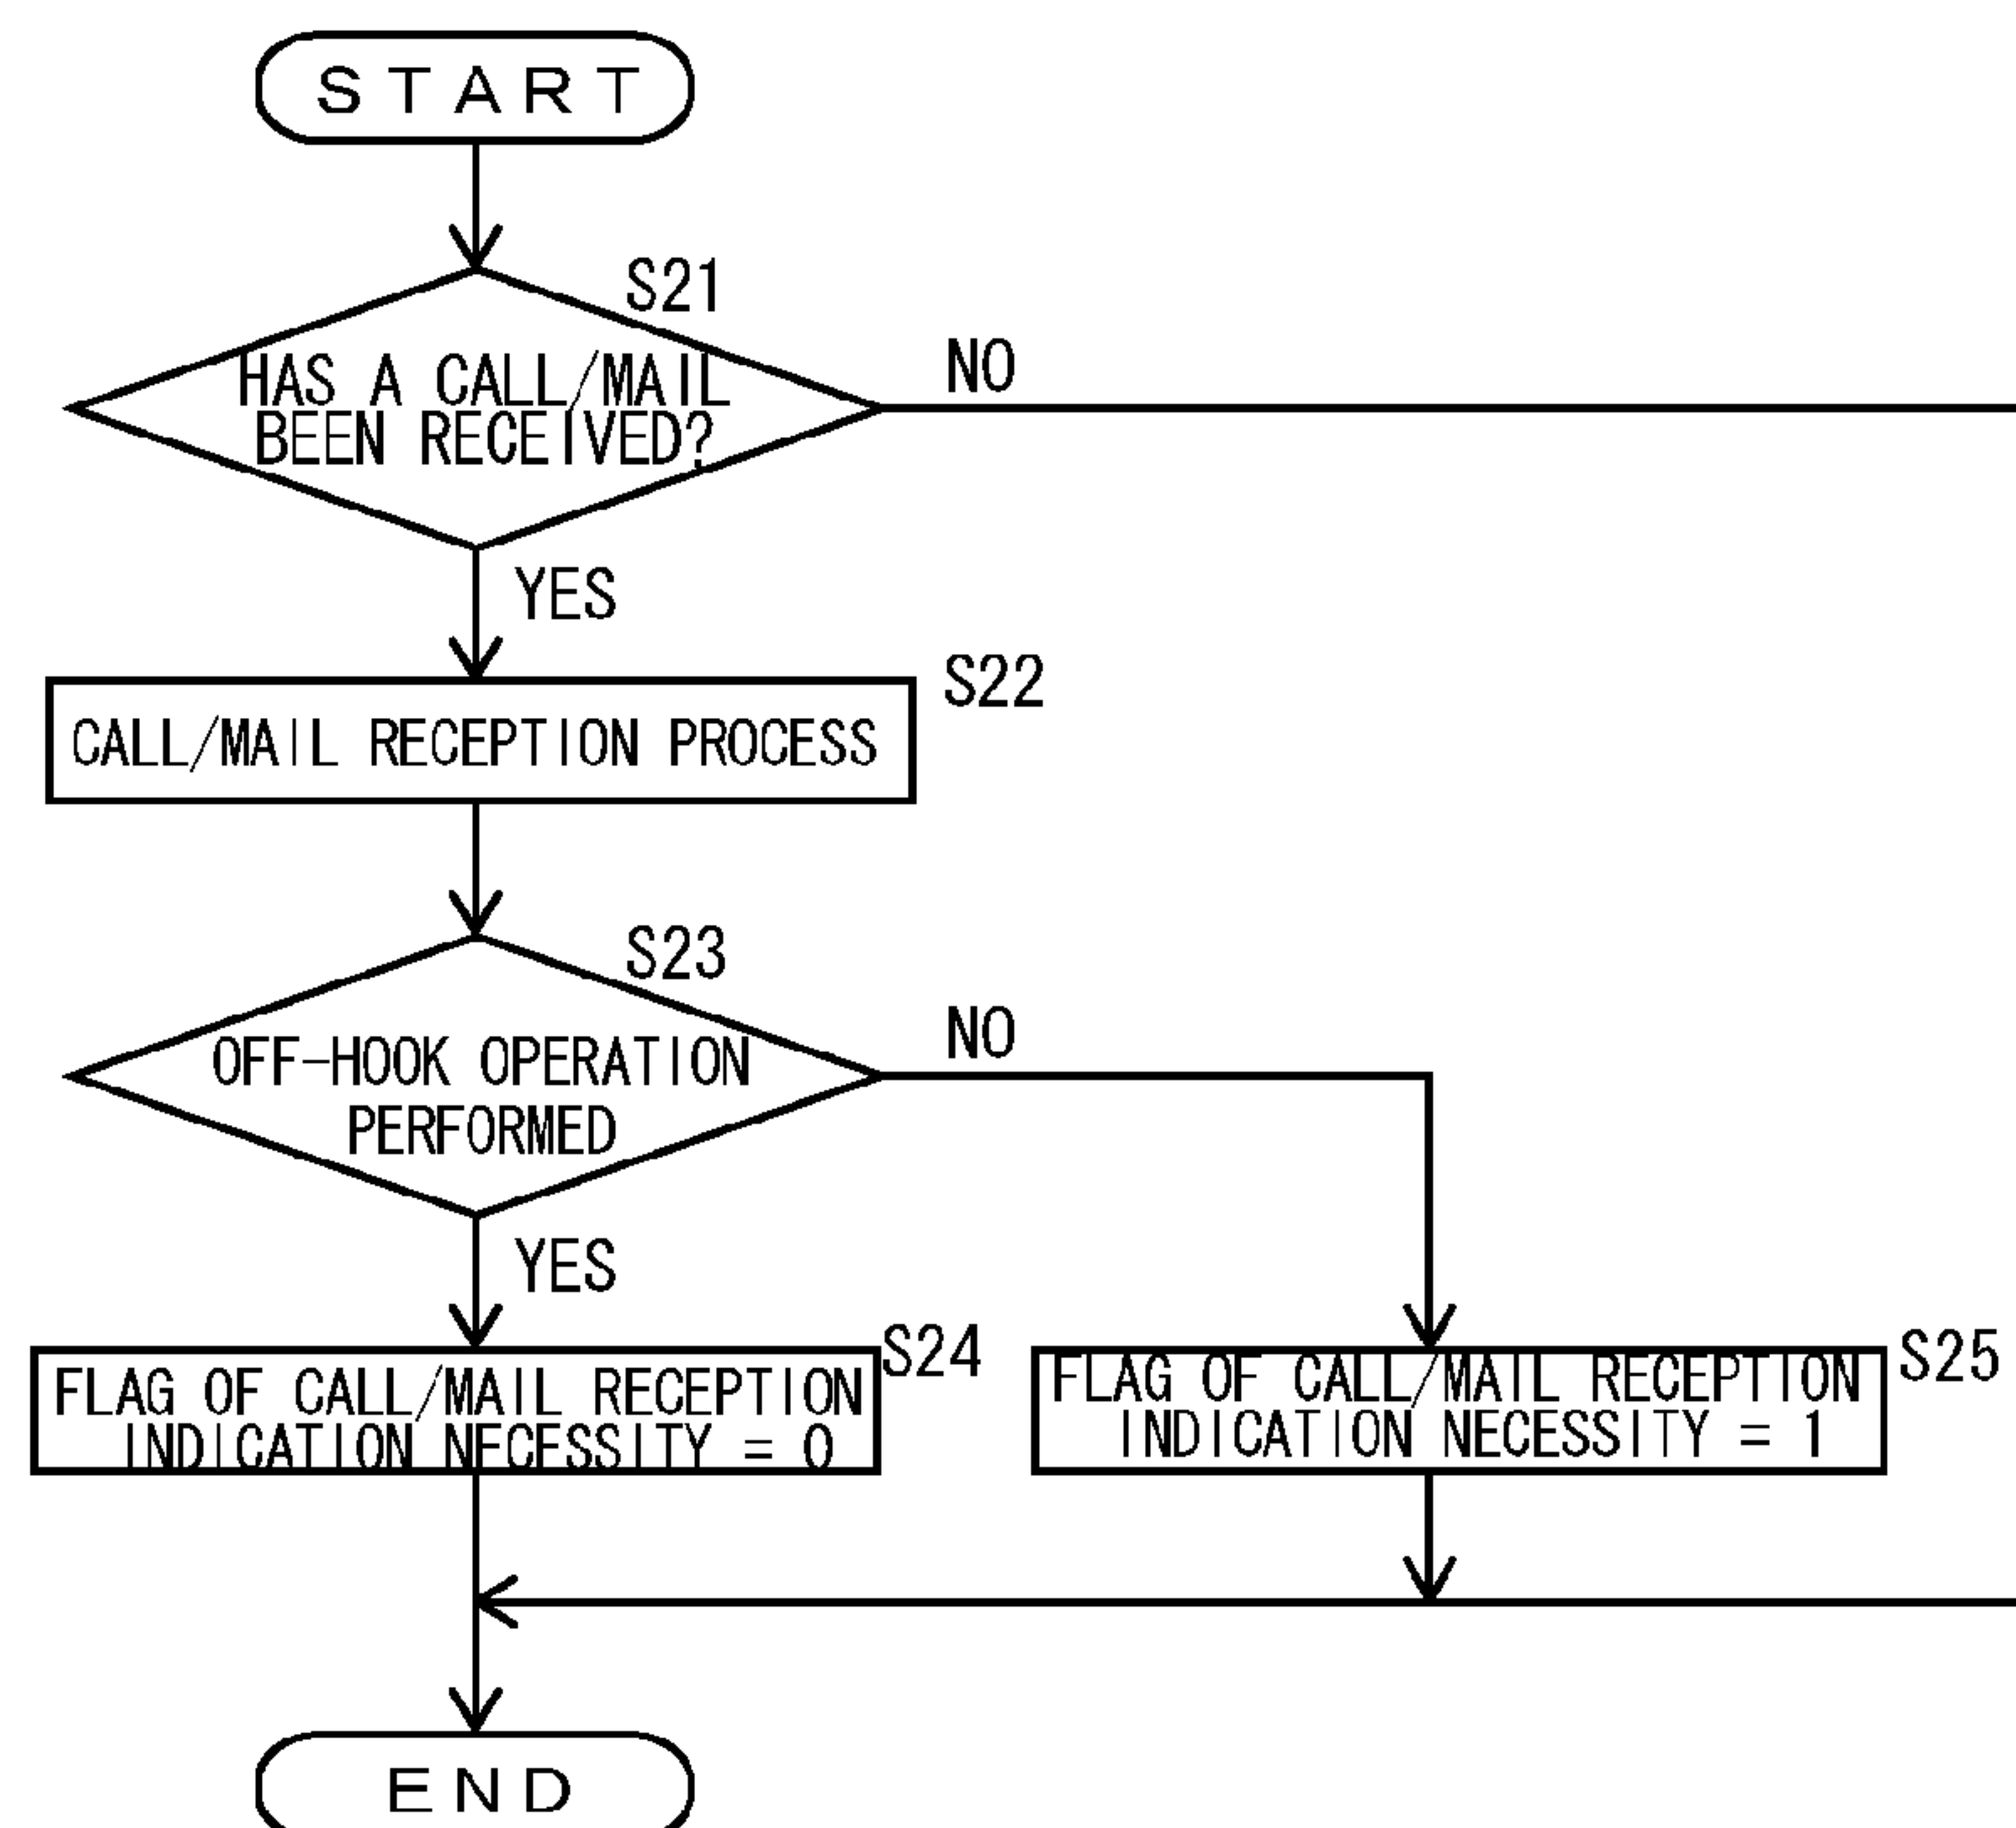 START
S21
HAS A CALL/MAIL
BEEN RECEIVED?
NO
YES
S22
CALL/MAIL RECEPTION PROCESS
S23
OFF-HOOK OPERATION
PERFORMED
NO
YES
S24
FLAG OF CALL/MAIL RECEPTION
INDICATION NECESSITY = 0
S25
FLAG OF CALL/MAIL RECEPTION
INDICATION NECESSITY = 1
END